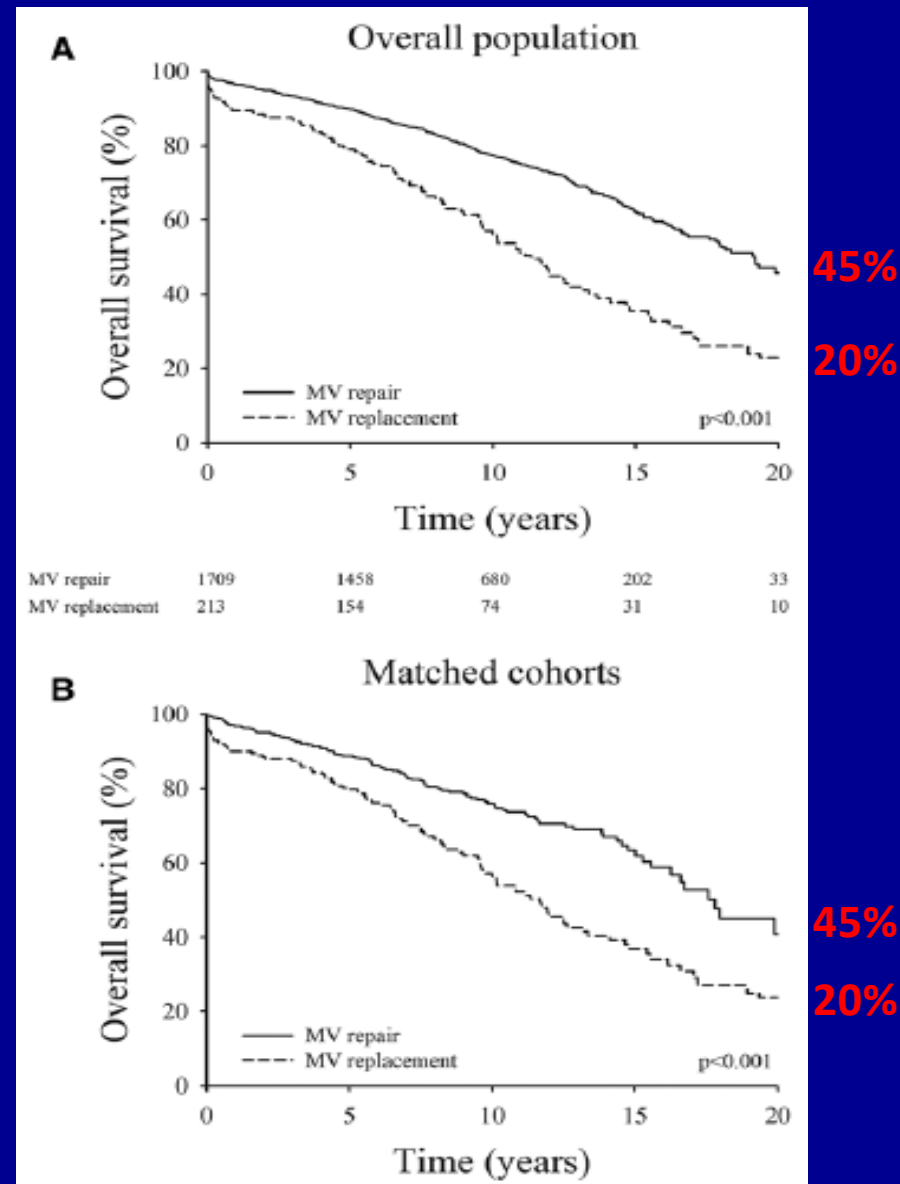 A
Overall population
Overall survival (%)
100
80
60
40
20
0
MV repair
MV replacement
p<0.001
0 5 10 15 20
Time (years)
45%
20%
MV repair 1709 1458 680 202 33
MV replacement 213 154 74 31 10
B
Matched cohorts
Overall survival (%)
100
80
60
40
20
0
MV repair
MV replacement
p<0.001
0 5 10 15 20
Time (years)
45%
20%